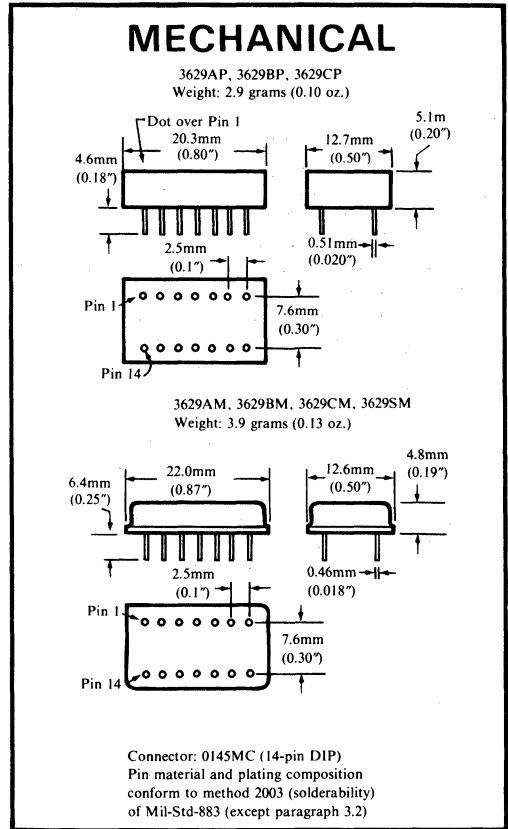 MECHANICAL
3629AP, 3629BP, 3629CP
Weight: 2.9 grams (0.10 oz.)
Dot over Pin 1
20.3mm
(0.80″)
12.7mm
(0.50″)
5.1m
(0.20″)
4.6mm
(0.18″)
2.5mm
(0.1″)
0.51mm
(0.020″)
Pin 1
7.6mm
(0.30″)
Pin 14
3629AM, 3629BM, 3629CM, 3629SM
Weight: 3.9 grams (0.13 oz.)
6.4mm
(0.25″)
22.0mm
(0.87″)
12.6mm
(0.50″)
4.8mm
(0.19″)
2.5mm
(0.1″)
0.46mm
(0.018″)
Pin 1
7.6mm
(0.30″)
Pin 14
Connector: 0145MC (14-pin DIP)
Pin material and plating composition
conform to method 2003 (solderability)
of Mil-Std-883 (except paragraph 3.2)